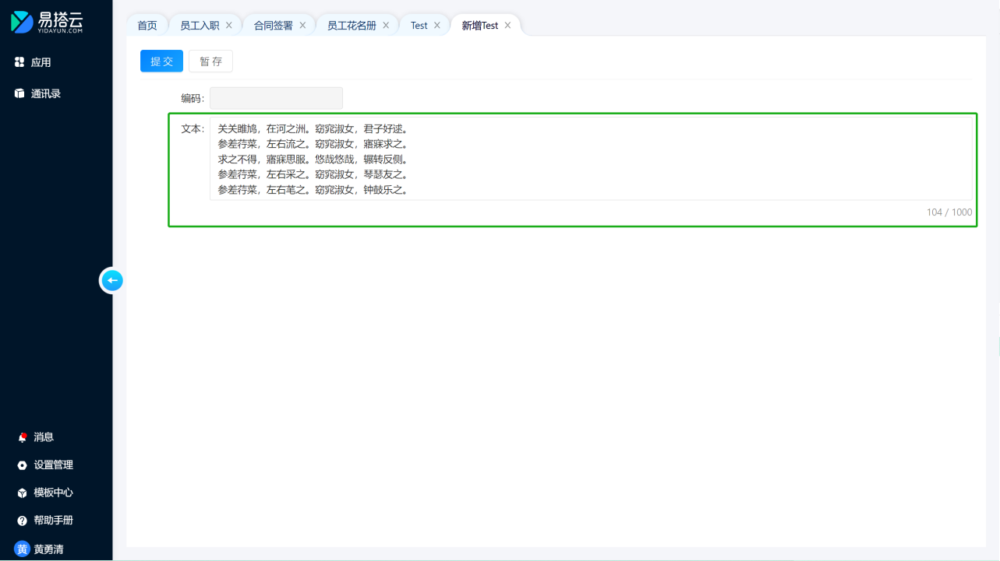 易搭云
YIDAYUN.COM
首页
员工入职
合同签署
员工花名册
Test
新增Test
应用
通讯录
提 交
暂 存
编码:
文本:
关关雎鸠，在河之洲。窈窕淑女，君子好逑。
参差荇菜，左右流之。窈窕淑女，寤寐求之。
求之不得，寤寐思服。悠哉悠哉，辗转反侧。
参差荇菜，左右采之。窈窕淑女，琴瑟友之。
参差荇菜，左右芼之。窈窕淑女，钟鼓乐之。
104 / 1000
消息
设置管理
模板中心
帮助手册
黄 黄勇清